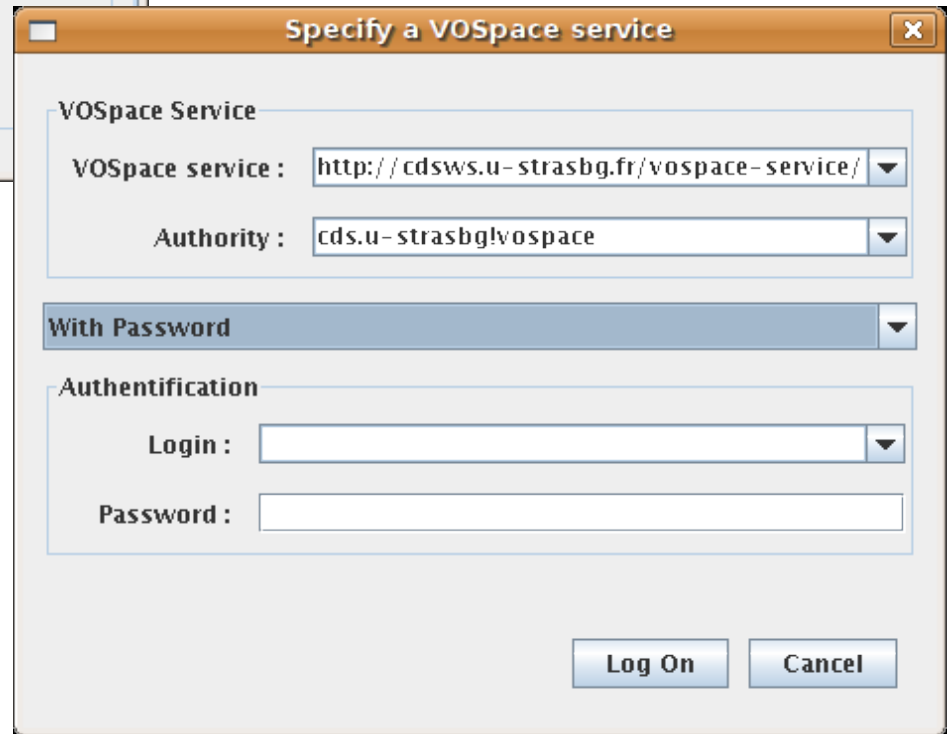 Specify a VOSpace service
VOSpace Service
VOSpace service : http://cdsws.u-strasbg.fr/vospace-service/
Authority : cds.u-strasbg!vospace
With Password
Authentification
Login :
Password :
Log On Cancel